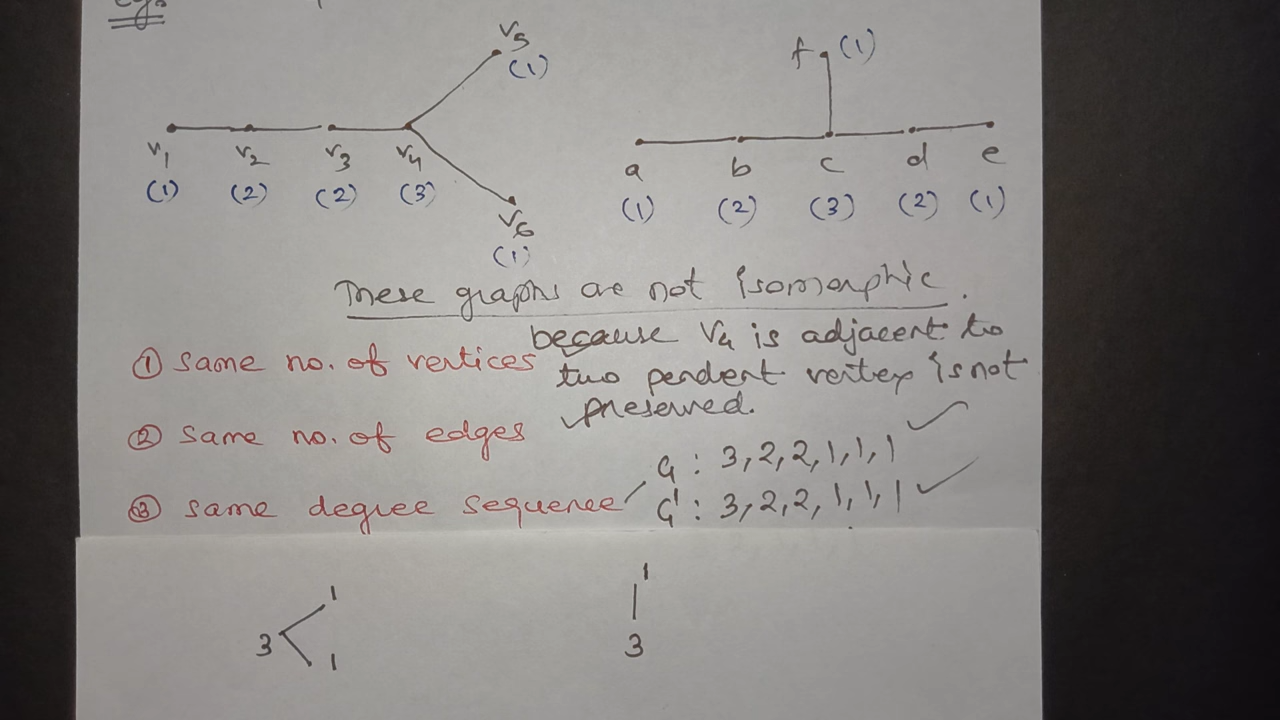 egs
v5
(1)
f (1)
v1 v2 v3 v4
(1) (2) (2) (3)
v6
(1)
a b c d e
(1) (2) (3) (2) (1)
These graphs are not isomorphic.
because v4 is adjacent to
① same no. of vertices
two pendent vertex is not
preserved.
② same no. of edges
G : 3, 2, 2, 1, 1, 1
③ same degree sequence
G' : 3, 2, 2, 1, 1, 1
1
3
1
1
3